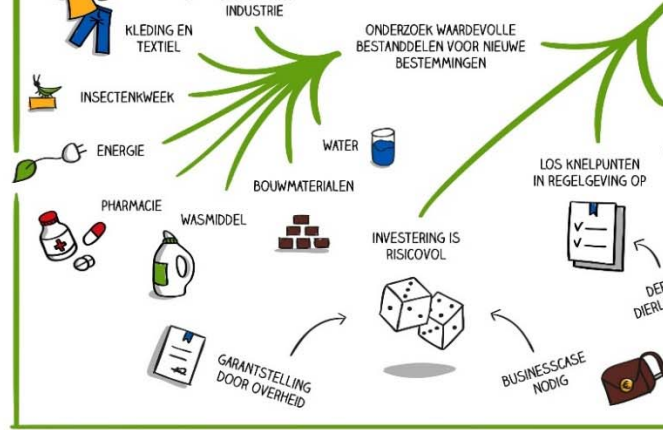 INDUSTRIE
KLEDING EN
TEXTIEL
ONDERZOEK WAARDEVOLLE
BESTANDDELEN VOOR NIEUWE
BESTEMMINGEN
INSECTENKWEEK
ENERGIE
WATER
BOUWMATERIALEN
PHARMACIE
WASMIDDEL
LOS KNELPUNTEN
IN REGELGEVING OP
INVESTERING IS
RISICOVOL
GARANTSTELLING
DOOR OVERHEID
BUSINESSCASE
NODIG